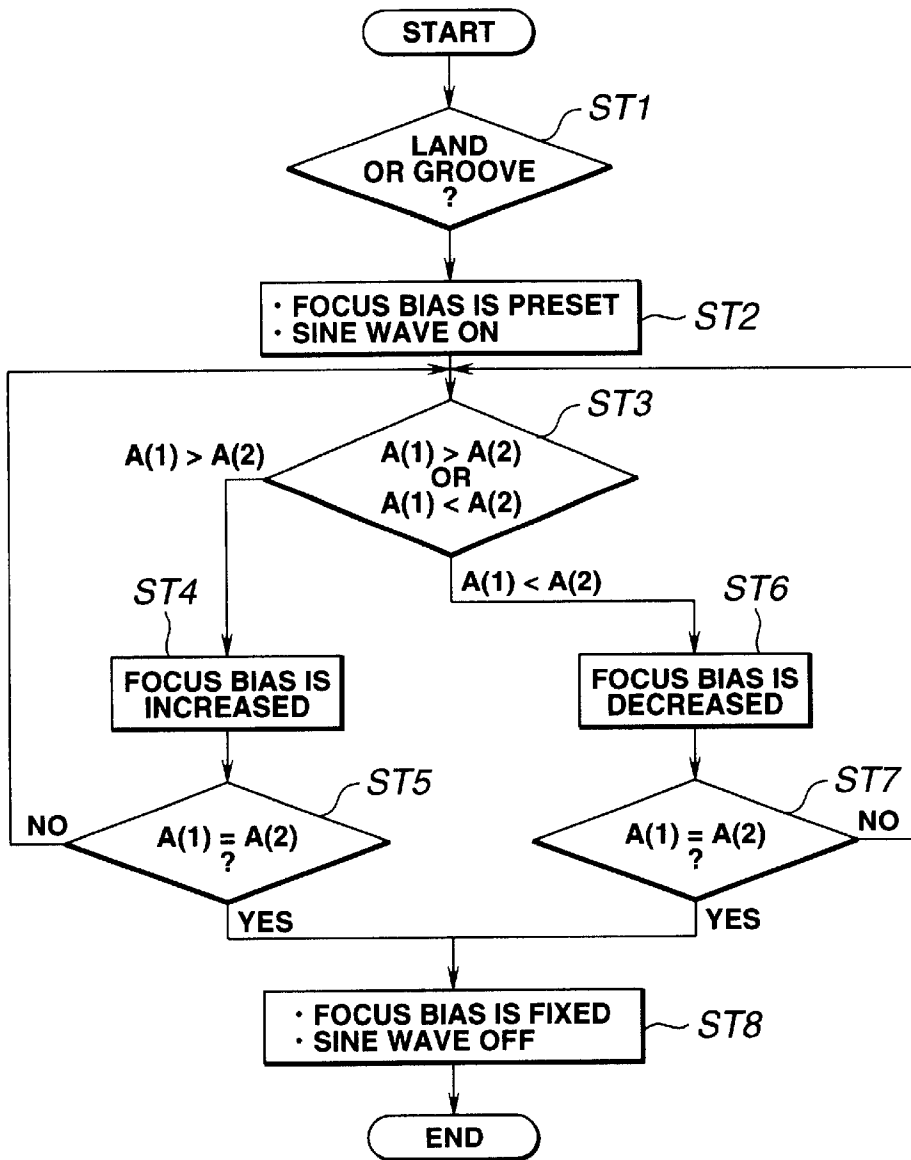 START
ST1
LAND
OR GROOVE
?
· FOCUS BIAS IS PRESET
· SINE WAVE ON
ST2
ST3
A(1) > A(2)
A(1) > A(2)
OR
A(1) < A(2)
A(1) < A(2)
ST4
ST6
FOCUS BIAS IS
INCREASED
FOCUS BIAS IS
DECREASED
ST5
ST7
NO
A(1) = A(2)
?
A(1) = A(2)
?
NO
YES
YES
· FOCUS BIAS IS FIXED
· SINE WAVE OFF
ST8
END